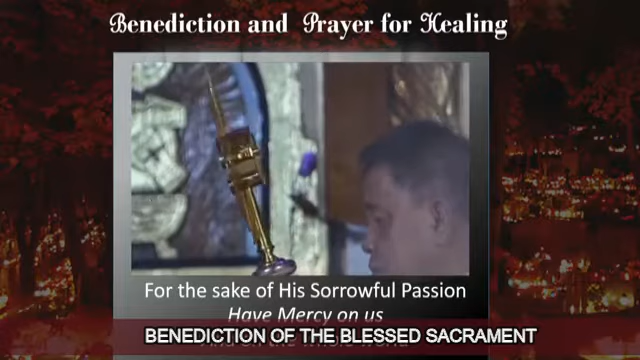 Benediction and Prayer for Healing
For the sake of His Sorrowful Passion
Have Mercy on us
BENEDICTION OF THE BLESSED SACRAMENT